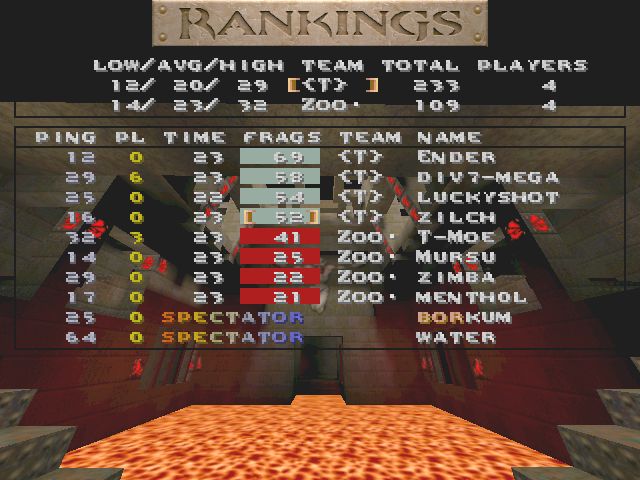 RANKINGS
LOW/AVG/HIGH TEAM TOTAL PLAYERS
12/ 20/ 29 [{T} ] 233 4
14/ 23/ 32 Zoo· 109 4
PING PL TIME FRAGS TEAM NAME
12 0 23 69 {T} ENDER
29 6 23 58 {T} DIV?-MEGA
25 0 22 54 {T} LUCKYSHOT
16 0 23 [ 52] {T} ZILCH
32 3 23 41 Zoo· T-MOE
14 0 23 25 Zoo· MURSU
29 0 23 22 Zoo· ZIMBA
17 0 23 21 Zoo· MENTHOL
25 0 SPECTATOR BORKUM
64 0 SPECTATOR WATER